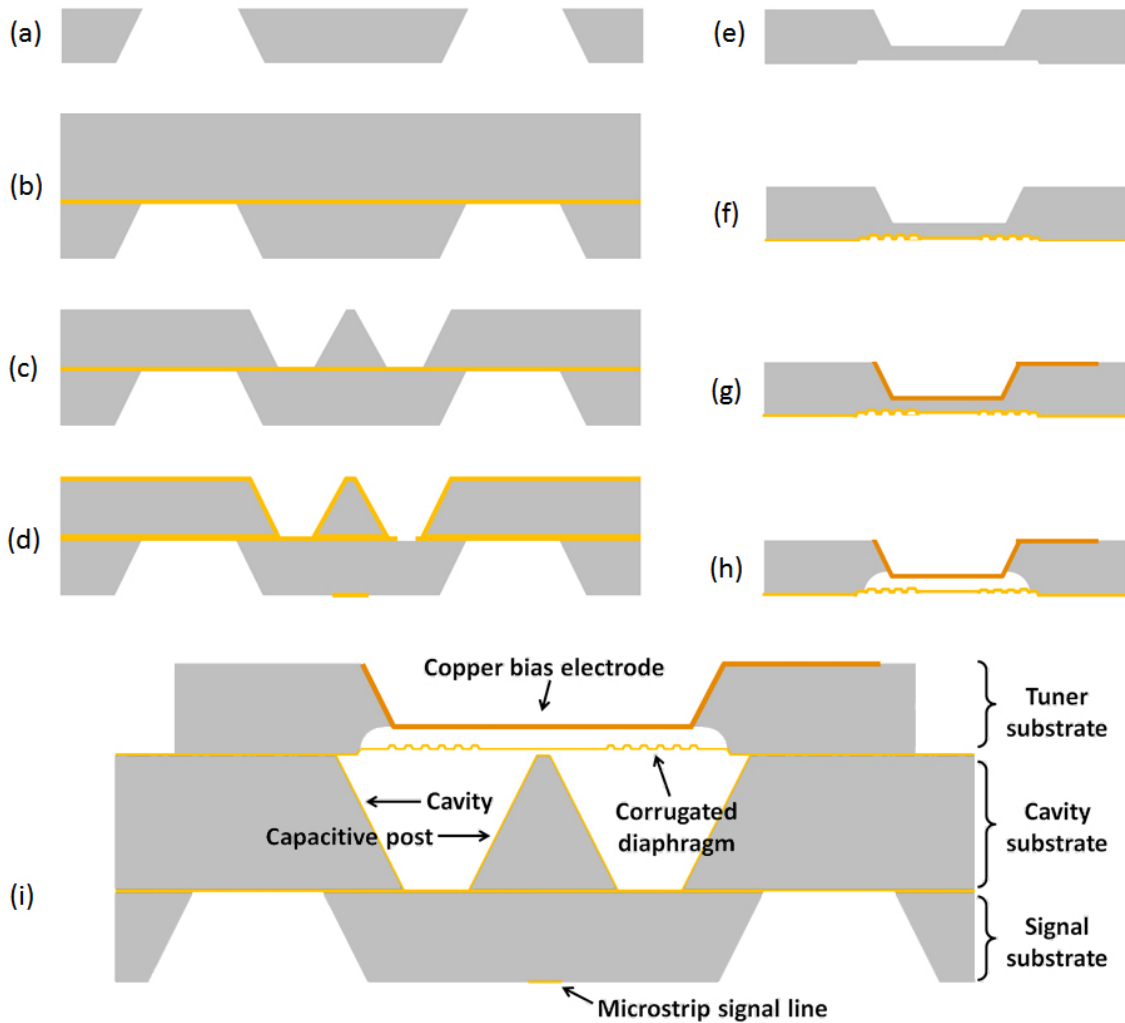 (a)
(b)
(c)
(d)
(e)
(f)
(g)
(h)
(i)
Copper bias electrode
Cavity
Capacitive post
Corrugated
diaphragm
Microstrip signal line
Tuner
substrate
Cavity
substrate
Signal
substrate